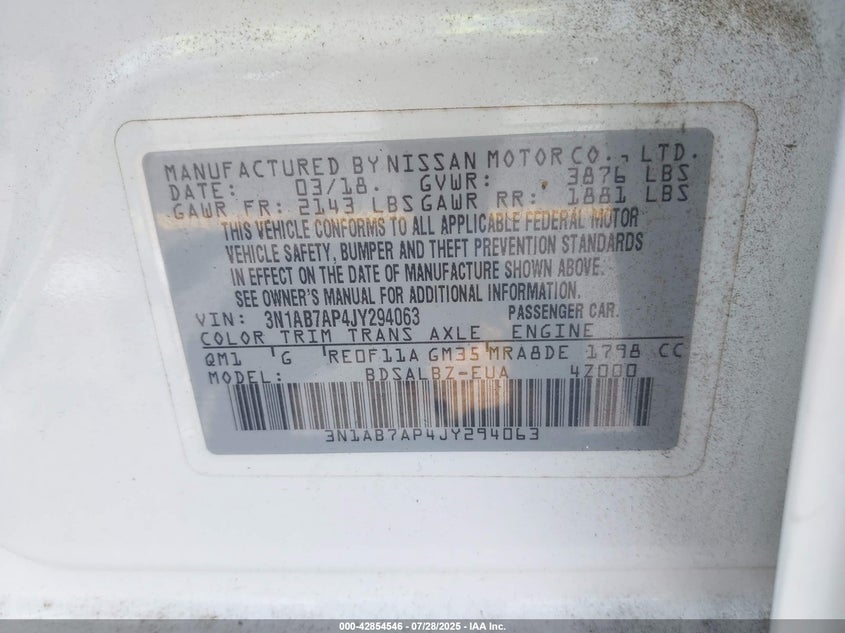 MANUFACTURED BY NISSAN MOTOR CO., LTD.
DATE: 03/18. GVWR: 3876 LBS
GAWR FR: 2143 LBS GAWR RR: 1881 LBS
THIS VEHICLE CONFORMS TO ALL APPLICABLE FEDERAL MOTOR
VEHICLE SAFETY, BUMPER AND THEFT PREVENTION STANDARDS
IN EFFECT ON THE DATE OF MANUFACTURE SHOWN ABOVE.
SEE OWNER'S MANUAL FOR ADDITIONAL INFORMATION.
VIN: 3N1AB7AP4JY294063 PASSENGER CAR.
COLOR TRIM TRANS AXLE ENGINE
QM1 G RE0F11A GM35 MRA8DE 1798 CC
MODEL: BDSALBZ-EUA 4Z000
3N1AB7AP4JY294063
000-42854546 | 07/28/2025 - IAA Inc.